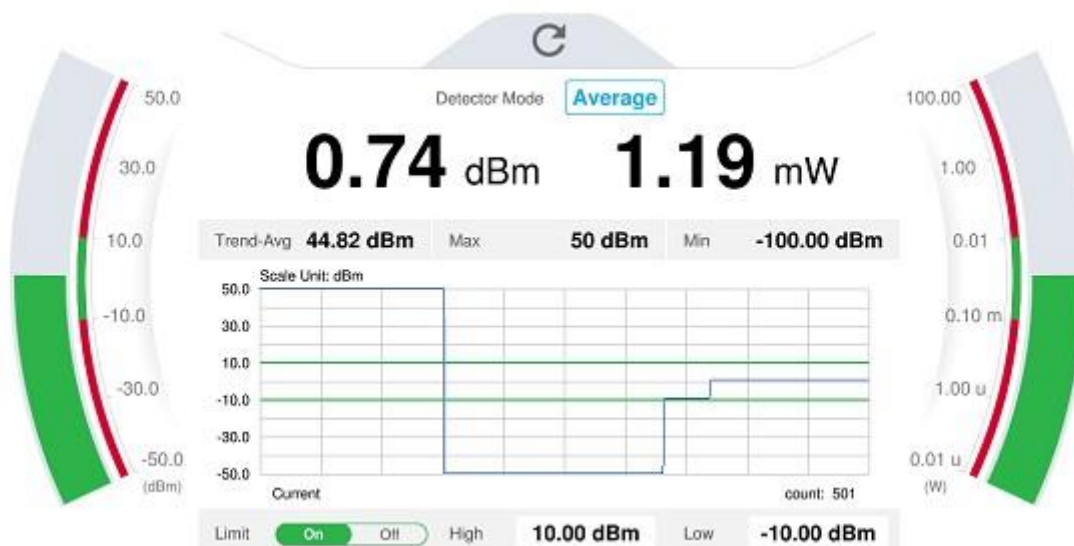 Detector Mode Average
0.74 dBm 1.19 mW
Trend-Avg 44.82 dBm Max 50 dBm Min -100.00 dBm
Scale Unit: dBm
50.0
30.0
10.0
-10.0
-30.0
-50.0
Current count: 501
Limit On Off High 10.00 dBm Low -10.00 dBm
50.0
30.0
10.0
-10.0
-30.0
-50.0
(dBm)
100.00
1.00
0.01
0.10 m
1.00 u
0.01 u
(W)